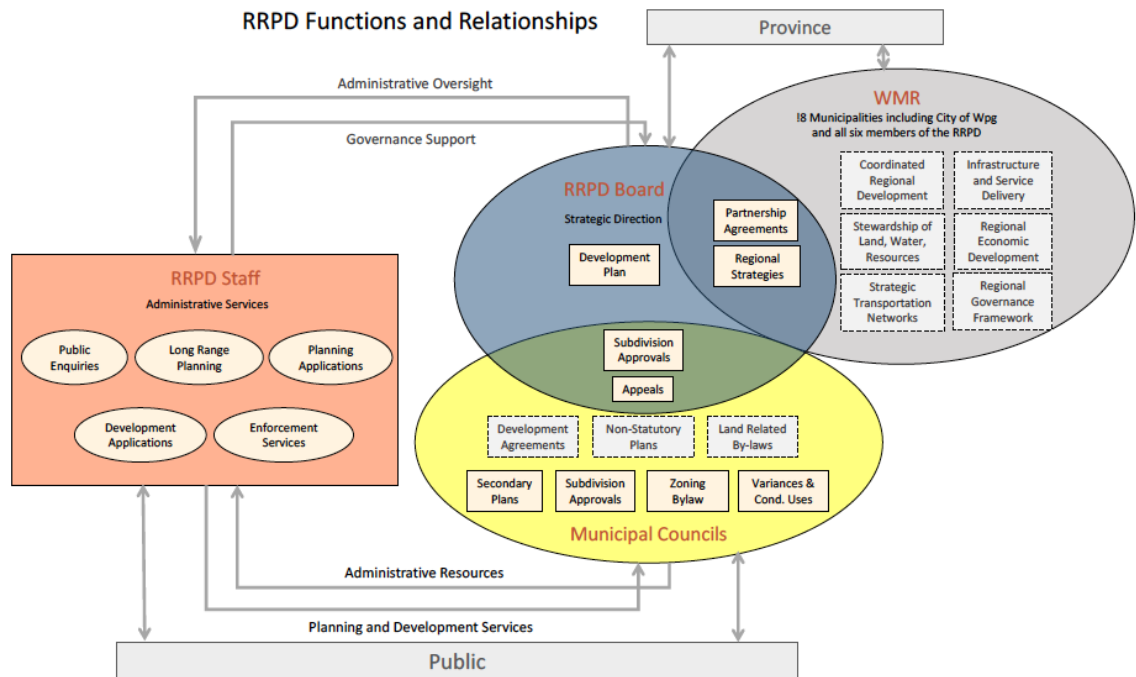 RRPD Functions and Relationships
Province
Administrative Oversight
Governance Support
WMR
!8 Municipalities including City of Wpg
and all six members of the RRPD
Coordinated
Regional
Development
Infrastructure
and Service
Delivery
Stewardship
of Land, Water,
Resources
Regional
Economic
Development
Strategic
Transportation
Networks
Regional
Governance
Framework
RRPD Board
Strategic Direction
Development
Plan
Partnership
Agreements
Regional
Strategies
Subdivision
Approvals
Appeals
RRPD Staff
Administrative Services
Public
Enquiries
Long Range
Planning
Planning
Applications
Development
Applications
Enforcement
Services
Development
Agreements
Non-Statutory
Plans
Land Related
By-laws
Secondary
Plans
Subdivision
Approvals
Zoning
Bylaw
Variances &
Cond. Uses
Municipal Councils
Administrative Resources
Planning and Development Services
Public